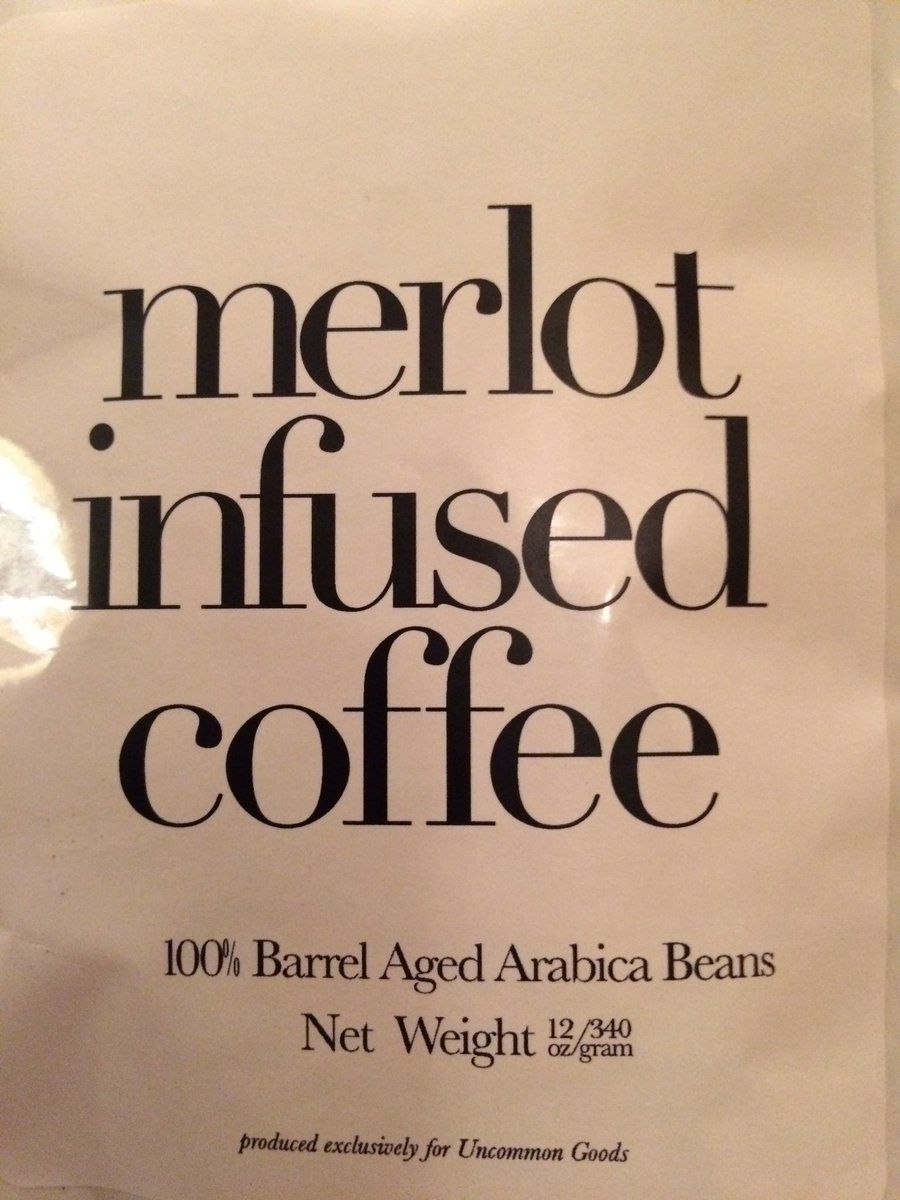 merlot
infused
coffee
100% Barrel Aged Arabica Beans
Net Weight 12/340
oz/gram
produced exclusively for Uncommon Goods